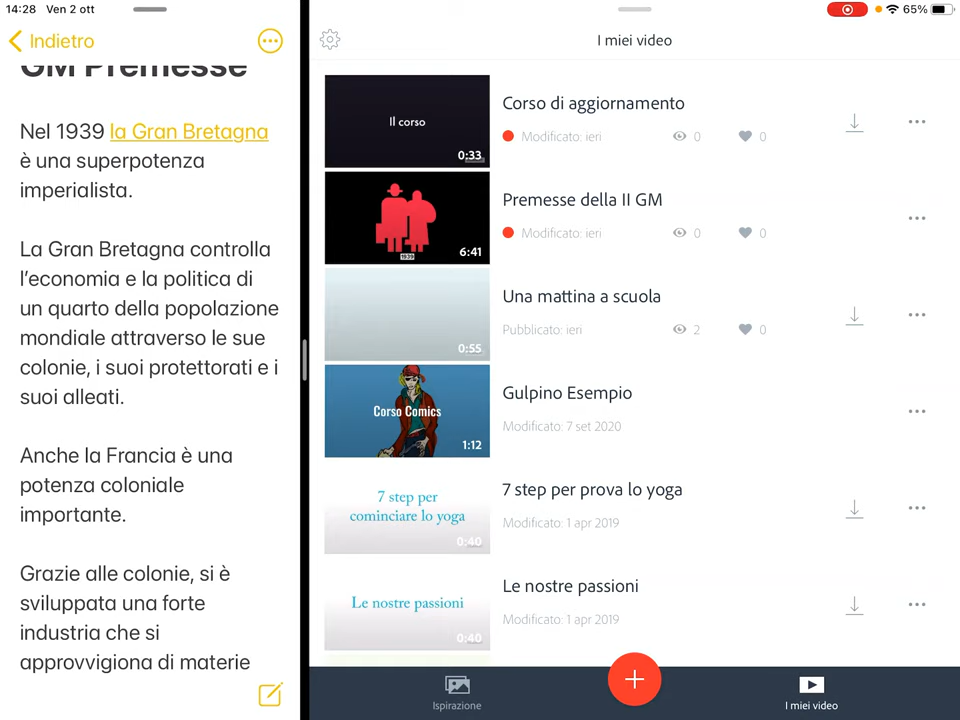 14:28 Ven 2 ott
65%
Indietro
GM Premesse
Nel 1939 la Gran Bretagna
è una superpotenza
imperialista.
La Gran Bretagna controlla
l'economia e la politica di
un quarto della popolazione
mondiale attraverso le sue
colonie, i suoi protettorati e i
suoi alleati.
Anche la Francia è una
potenza coloniale
importante.
Grazie alle colonie, si è
sviluppata una forte
industria che si
approvvigiona di materie
I miei video
Il corso
0:33
Corso di aggiornamento
Modificato: ieri 0 0
1939
6:41
Premesse della II GM
Modificato: ieri 0 0
0:55
Una mattina a scuola
Pubblicato: ieri 2 0
Corso Comics
1:12
Gulpino Esempio
Modificato: 7 set 2020
7 step per
cominciare lo yoga
0:40
7 step per prova lo yoga
Modificato: 1 apr 2019
Le nostre passioni
0:40
Le nostre passioni
Modificato: 1 apr 2019
Ispirazione
I miei video